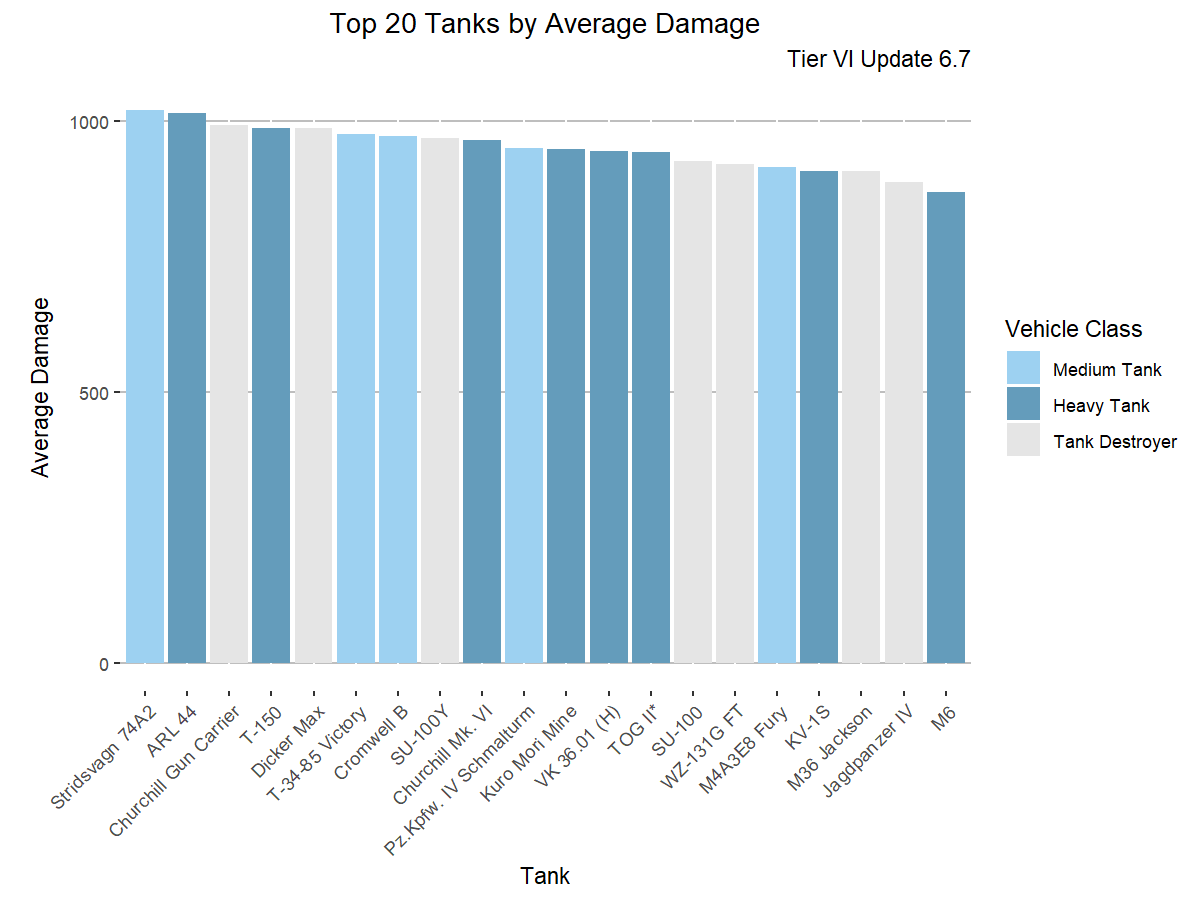 Top 20 Tanks by Average Damage
Tier VI Update 6.7
Average Damage
1000
500
0
Stridsvagn 74A2
ARL 44
Churchill Gun Carrier
T-150
Dicker Max
T-34-85 Victory
Cromwell B
SU-100Y
Churchill Mk. VI
Pz.Kpfw. IV Schmalturm
Kuro Mori Mine
VK 36.01 (H)
TOG II*
SU-100
WZ-131G FT
M4A3E8 Fury
KV-1S
M36 Jackson
Jagdpanzer IV
M6
Tank
Vehicle Class
Medium Tank
Heavy Tank
Tank Destroyer